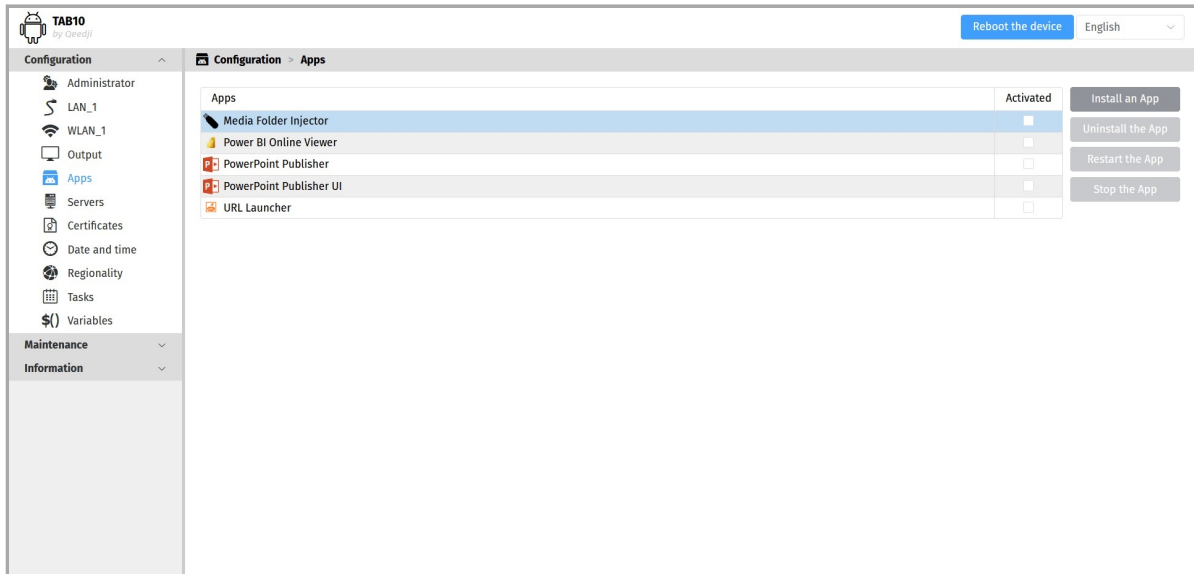 TAB10
by Qeedji
Reboot the device
English
Configuration
Administrator
LAN_1
WLAN_1
Output
Apps
Servers
Certificates
Date and time
Regionality
Tasks
$() Variables
Maintenance
Information
Configuration > Apps
Apps Activated
Media Folder Injector
Power BI Online Viewer
PowerPoint Publisher
PowerPoint Publisher UI
URL Launcher
Install an App
Uninstall the App
Restart the App
Stop the App